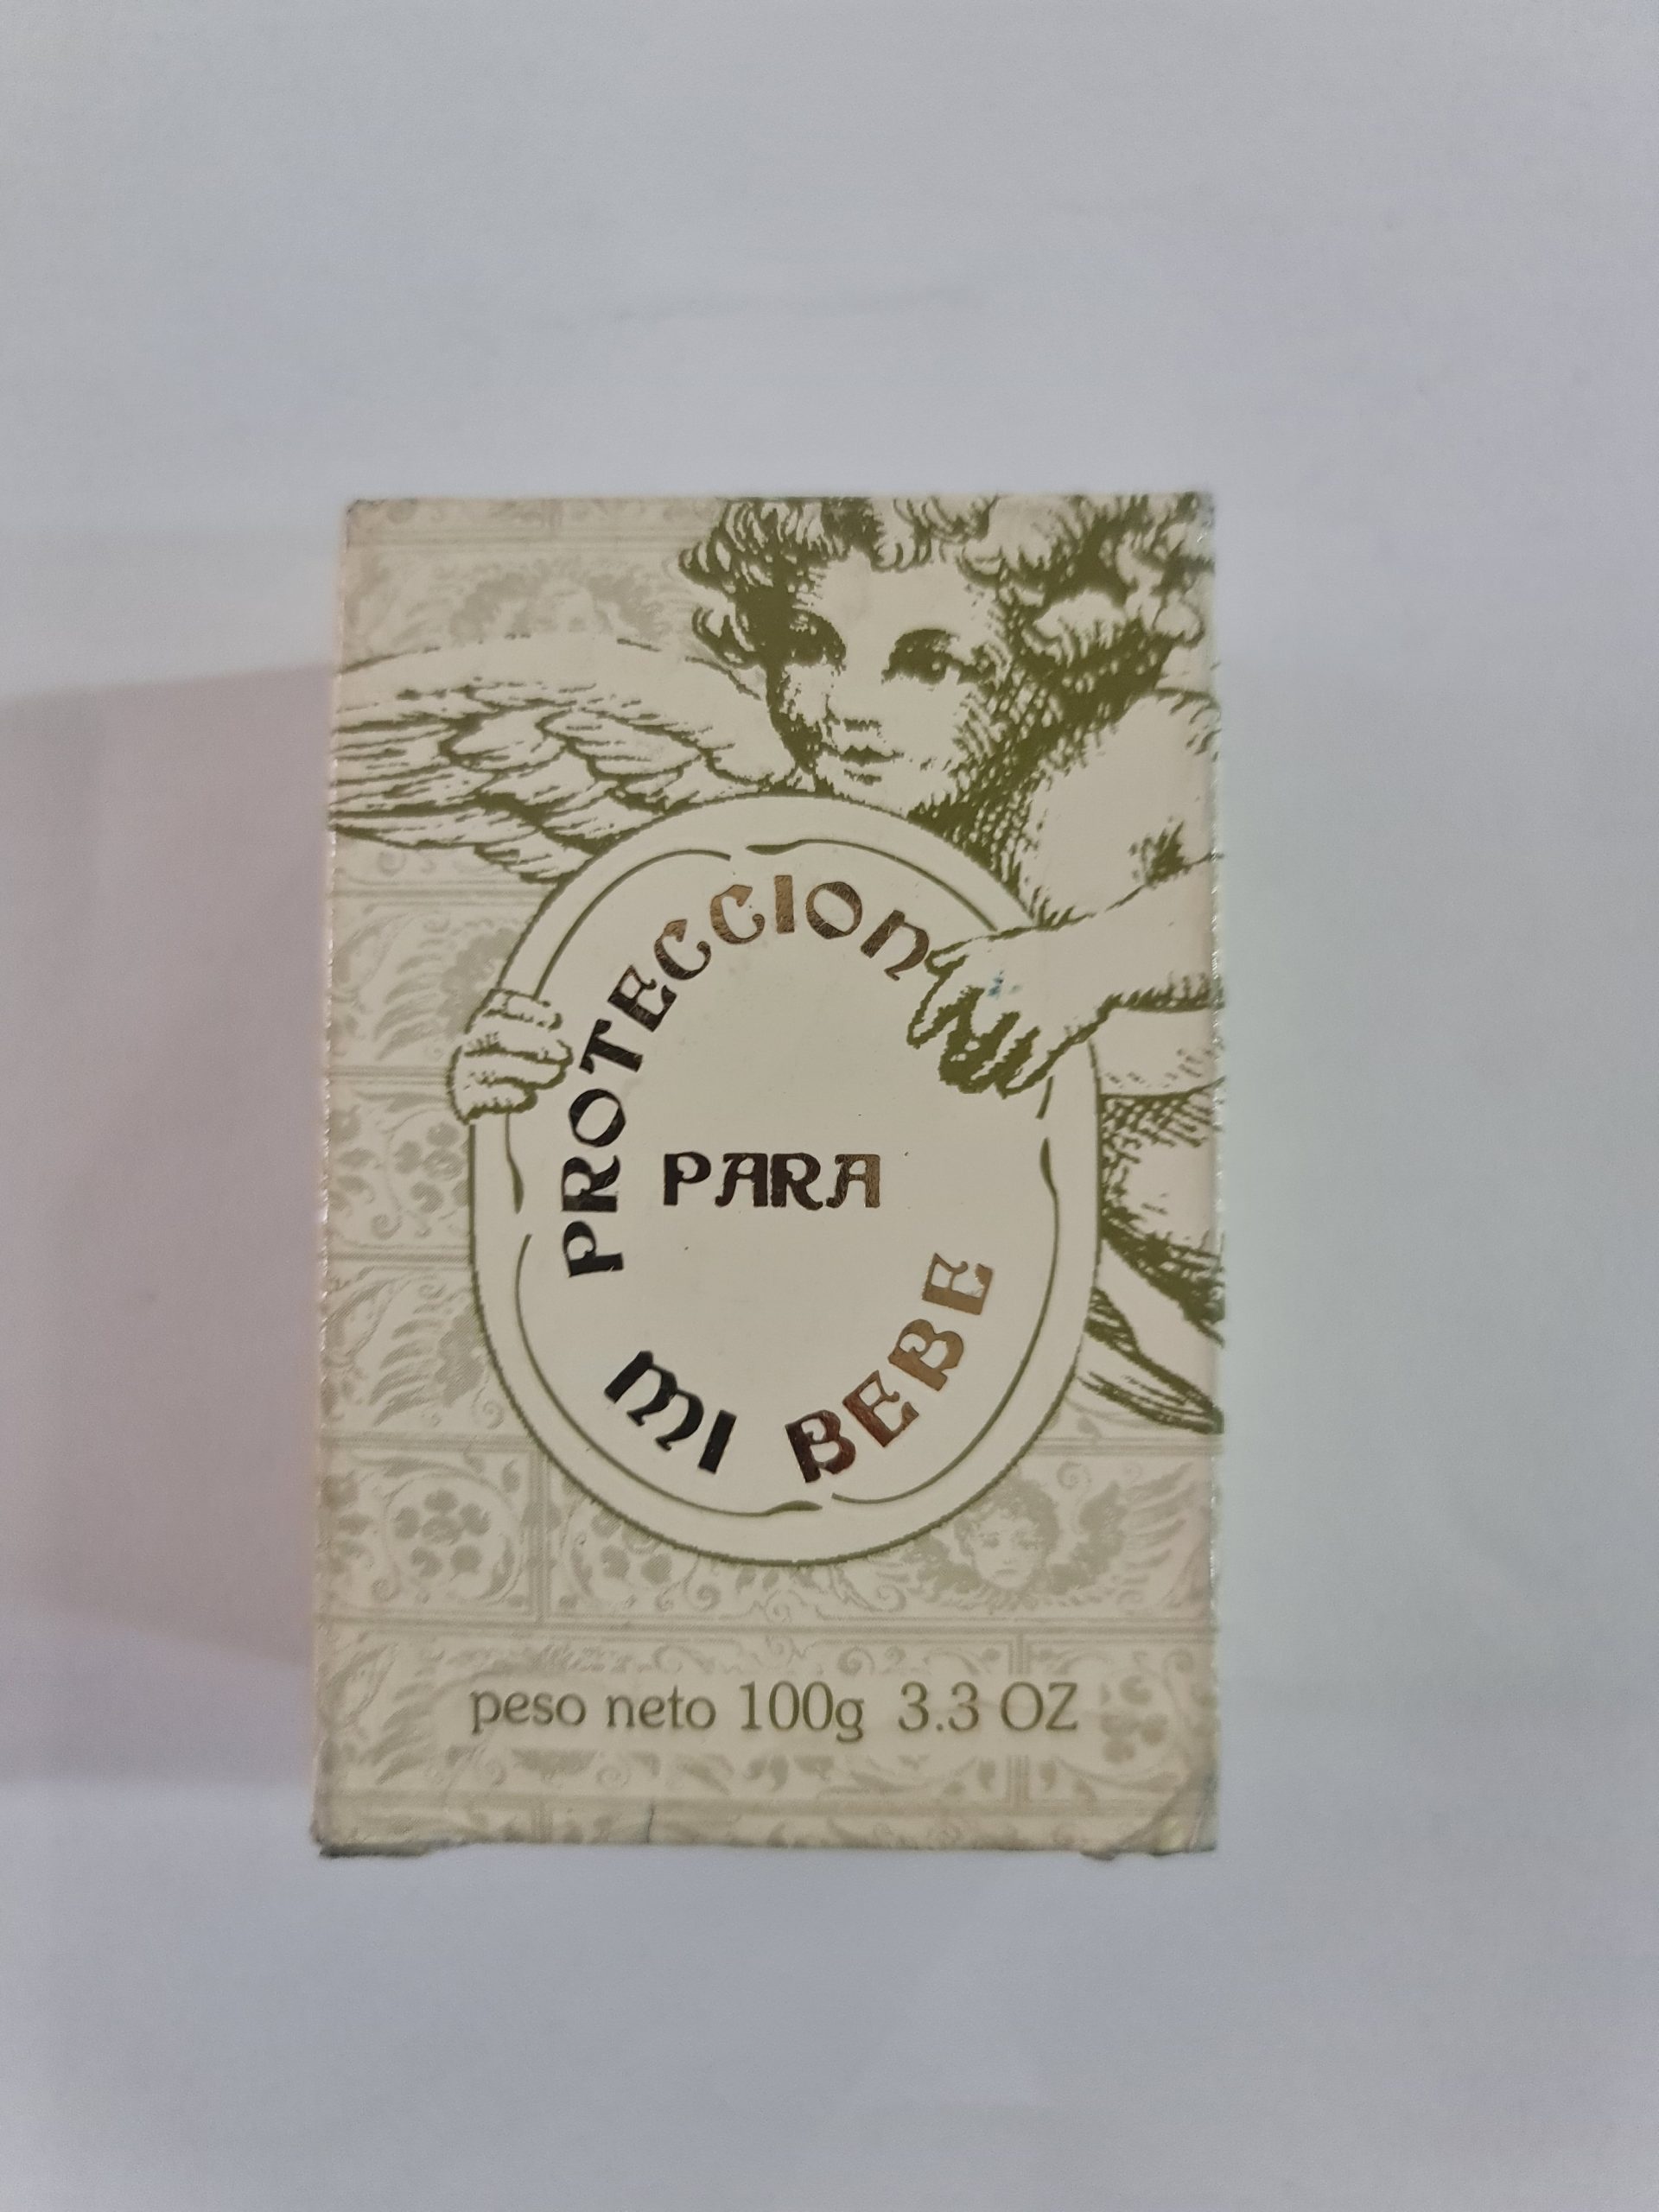 PROTECCION
PARA
MI BEBE
peso neto 100g 3.3 OZ